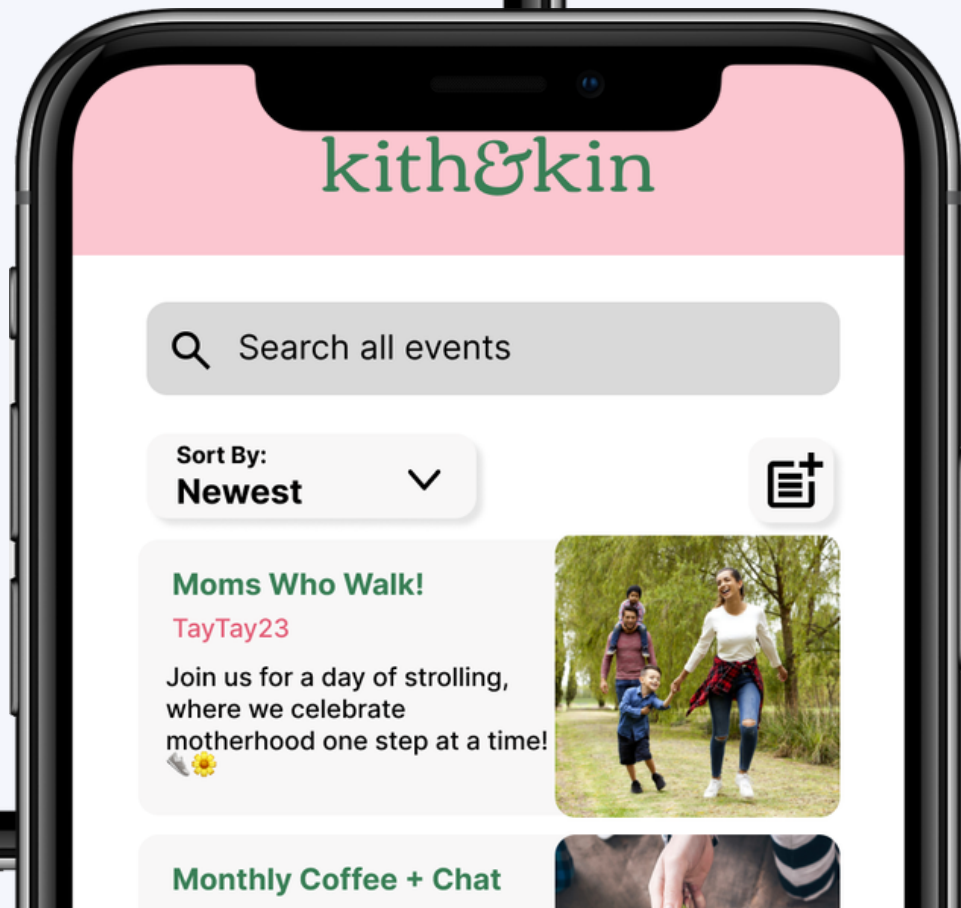 kith&kin
Search all events
Sort By:
Newest
Moms Who Walk!
TayTay23
Join us for a day of strolling,
where we celebrate
motherhood one step at a time!
👟🌼
Monthly Coffee + Chat